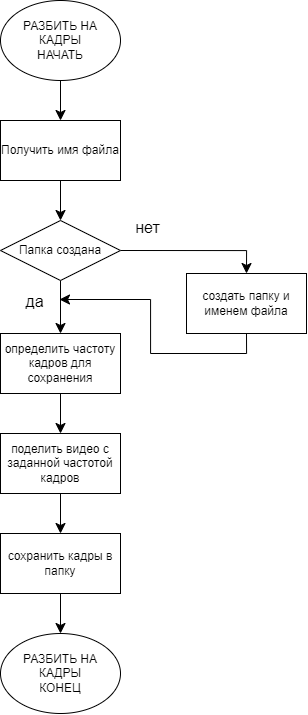 РАЗБИТЬ НА
КАДРЫ
НАЧАТЬ
Получить имя файла
нет
Папка создана
да
создать папку и
именем файла
определить частоту
кадров для
сохранения
поделить видео с
заданной частотой
кадров
сохранить кадры в
папку
РАЗБИТЬ НА
КАДРЫ
КОНЕЦ